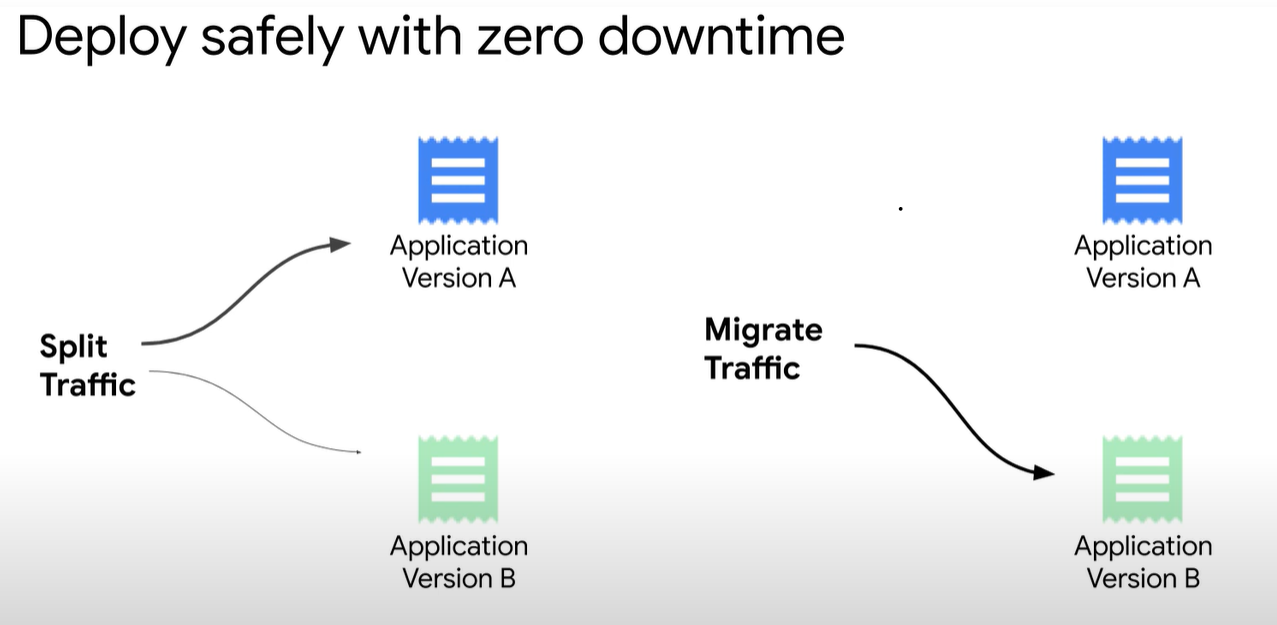 Deploy safely with zero downtime
Application
Version A
Split
Traffic
Application
Version B
Application
Version A
Migrate
Traffic
Application
Version B